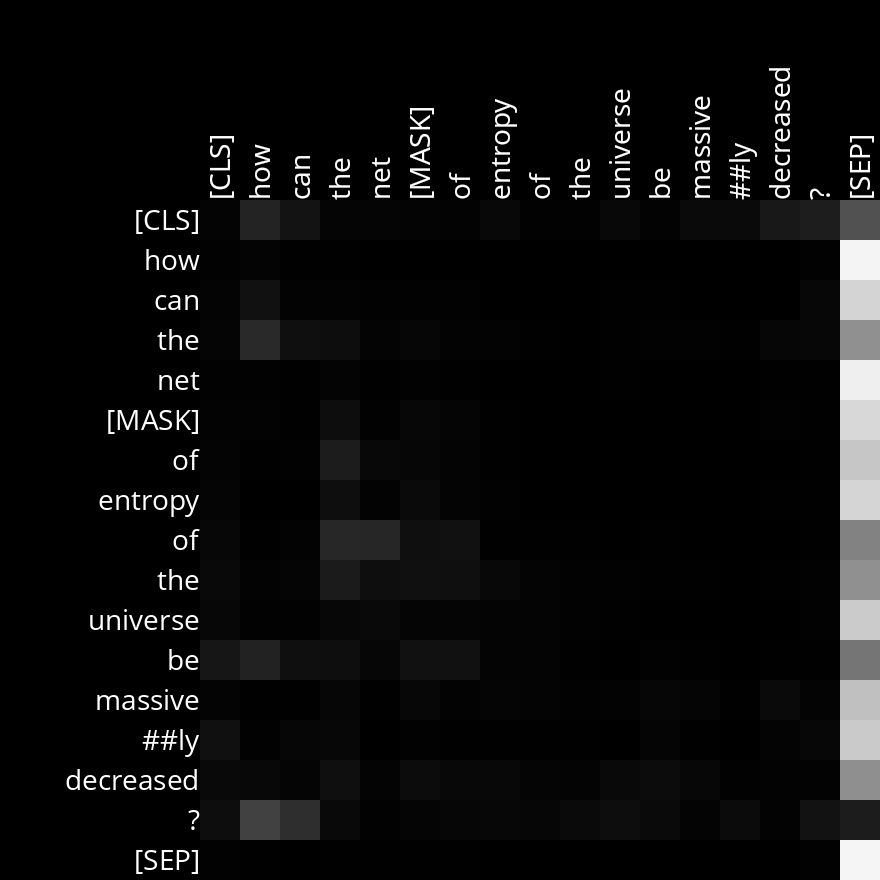 [CLS] how can the net [MASK] of entropy of the universe be massive ##ly decreased ? [SEP]
[CLS]
how
can
the
net
[MASK]
of
entropy
of
the
universe
be
massive
##ly
decreased
?
[SEP]